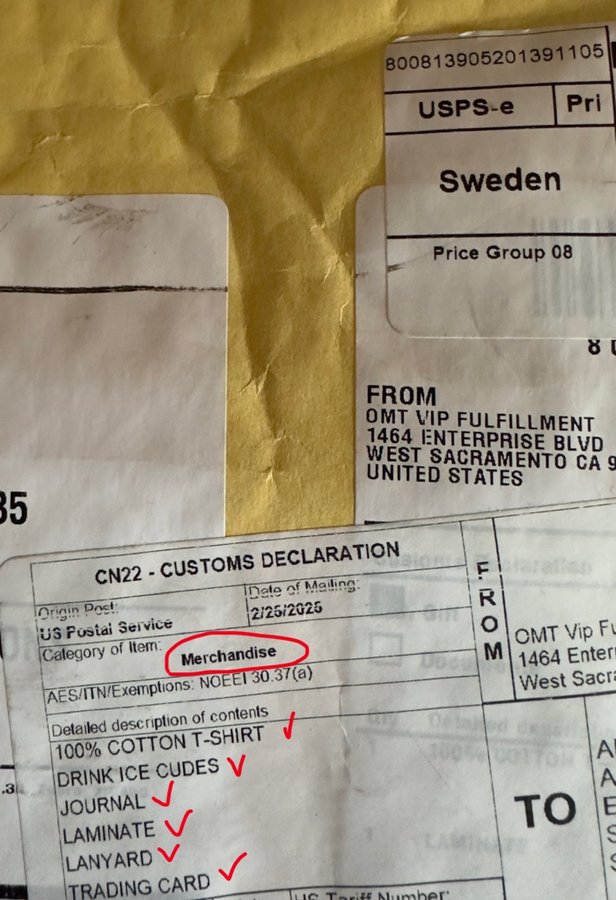 800813905201391105
USPS-e
Pri
Sweden
Price Group 08
8
FROM
OMT VIP FULFILLMENT
1464 ENTERPRISE BLVD
WEST SACRAMENTO CA 9
UNITED STATES
35
CN22 - CUSTOMS DECLARATION
Origin Post:
US Postal Service
Date of Mailing:
2/25/2025
Category of Item:
Merchandise
AES/ITN/Exemptions: NOEEI 30.37(a)
Detailed description of contents
100% COTTON T-SHIRT
DRINK ICE CUDES
JOURNAL
LAMINATE
LANYARD
TRADING CARD
US Tariff Number:
FROM
OMT Vip Fu
1464 Enter
West Sacra
TO